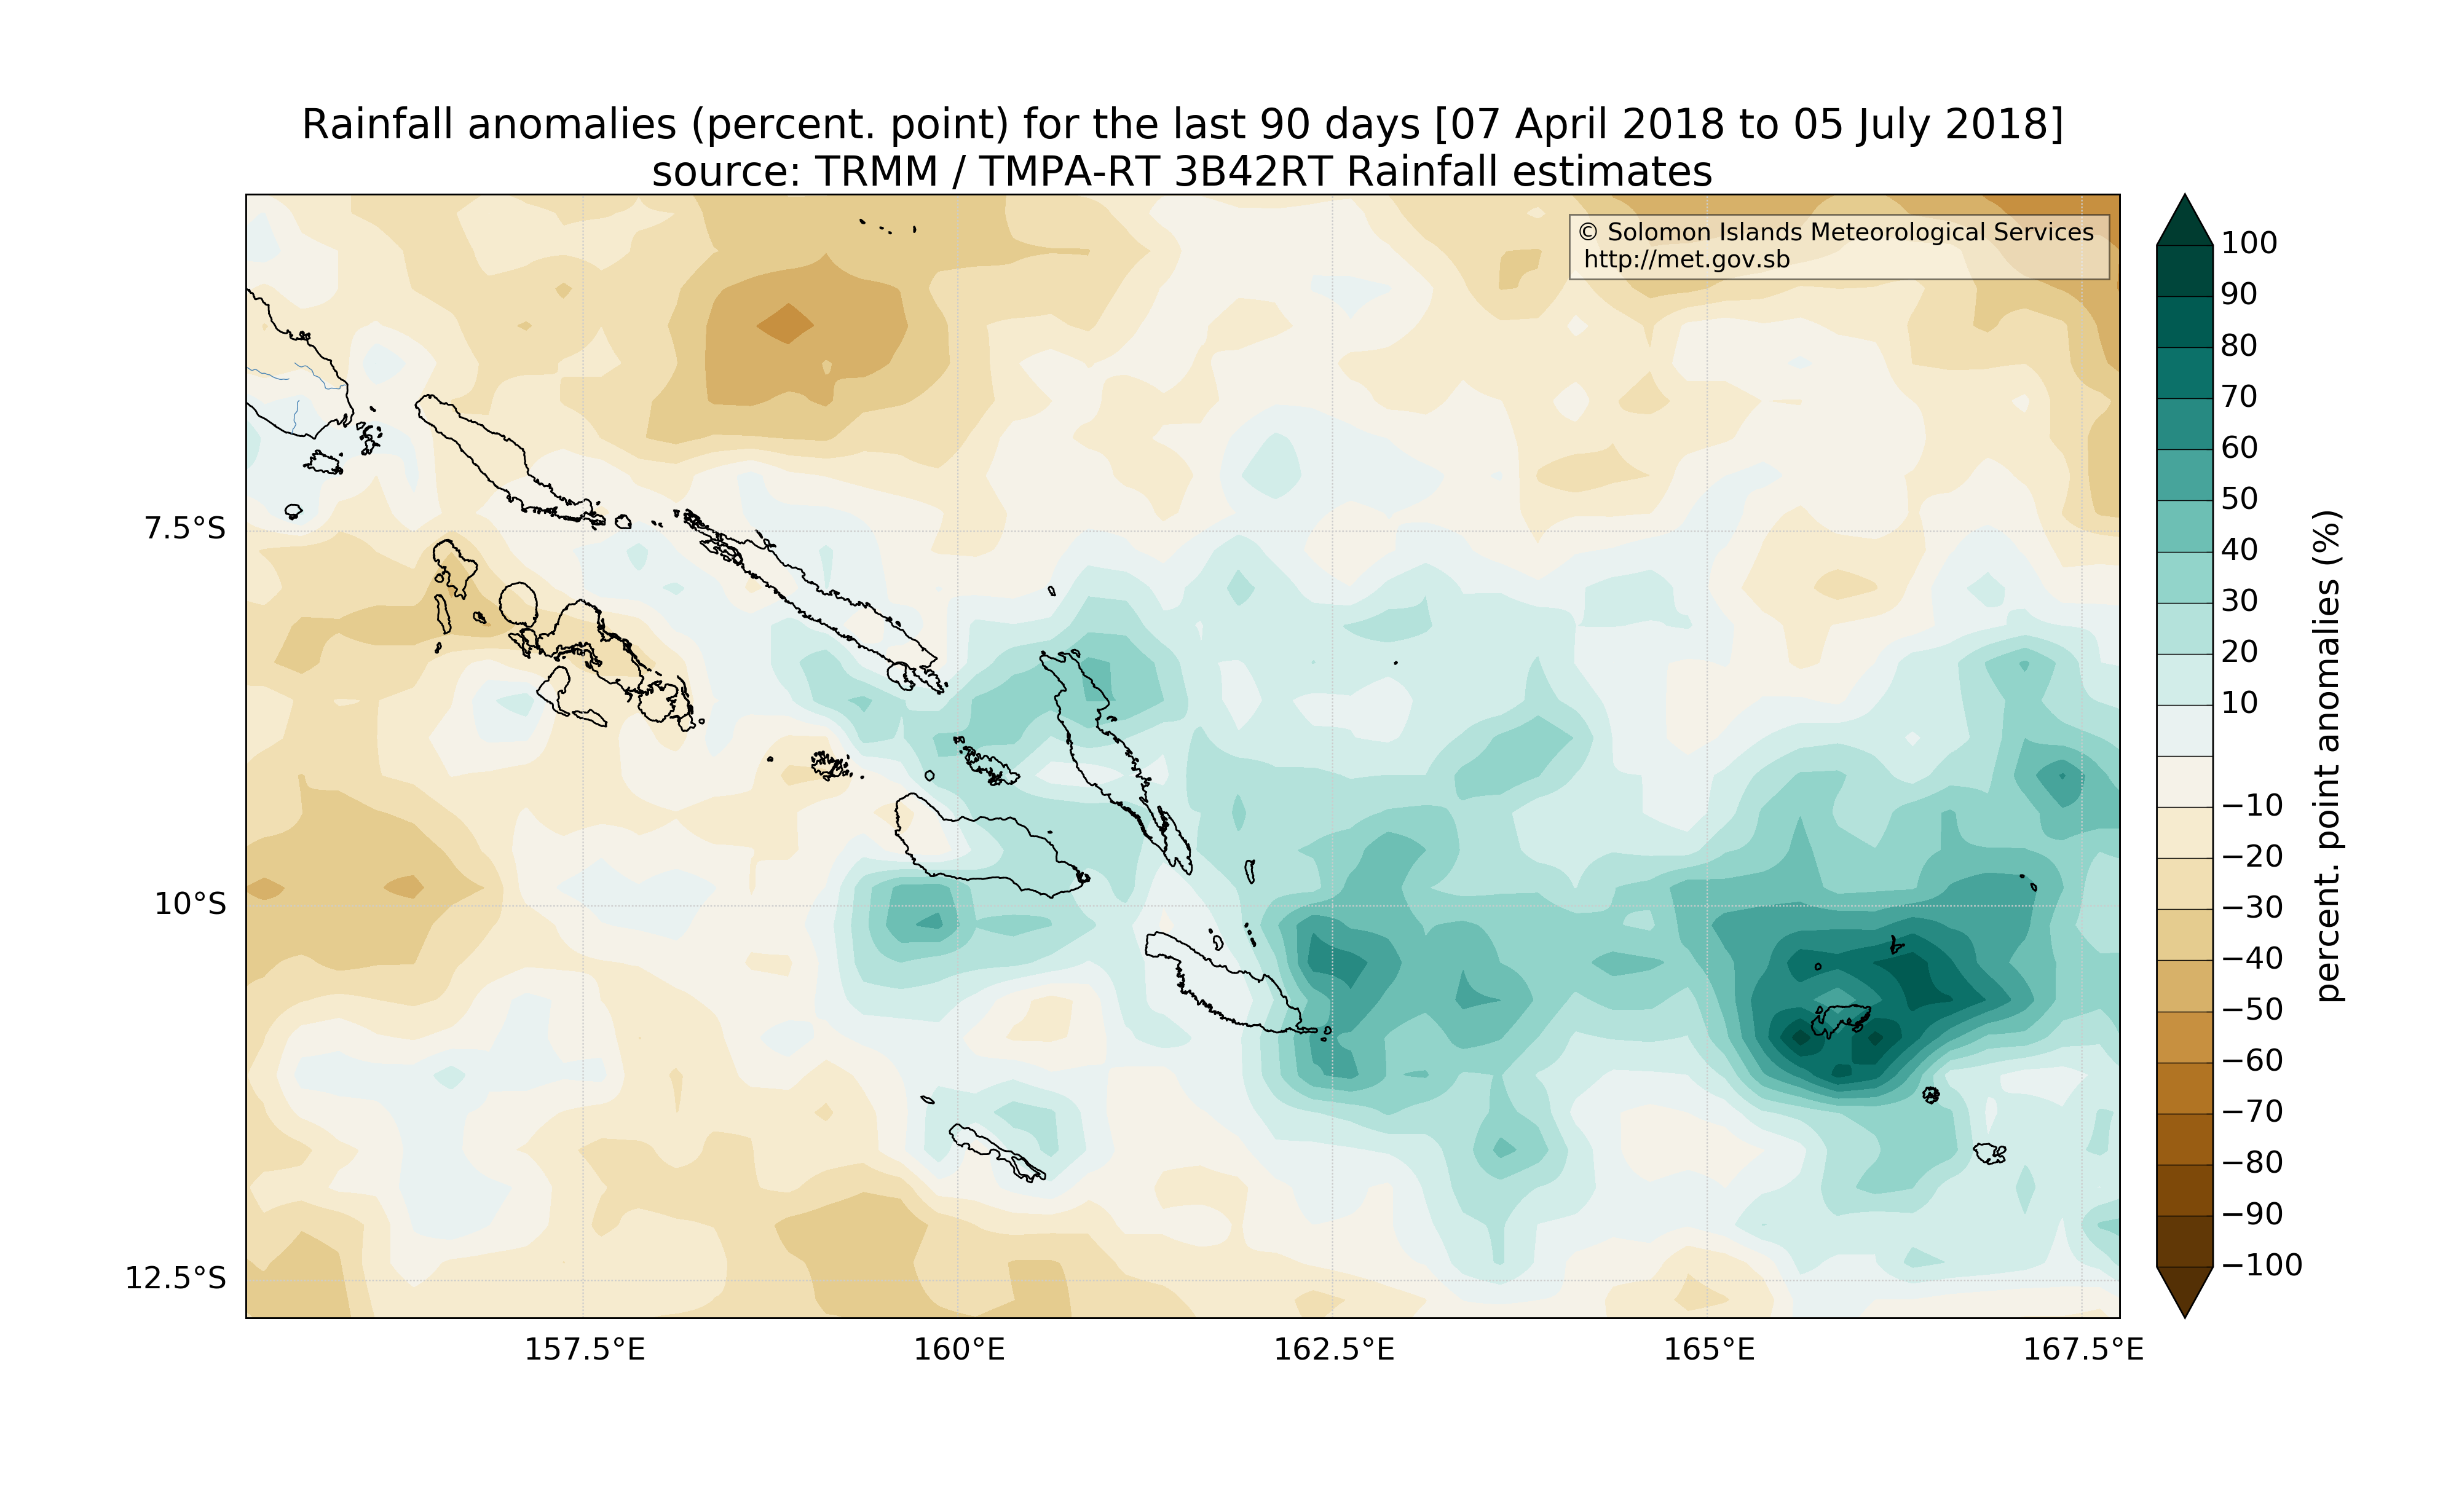 Rainfall anomalies (percent. point) for the last 90 days [07 April 2018 to 05 July 2018]
source: TRMM / TMPA-RT 3B42RT Rainfall estimates
© Solomon Islands Meteorological Services
http://met.gov.sb
7.5°S
10°S
12.5°S
157.5°E
160°E
162.5°E
165°E
167.5°E
100
90
80
70
60
50
40
30
20
10
−10
−20
−30
−40
−50
−60
−70
−80
−90
−100
percent. point anomalies (%)